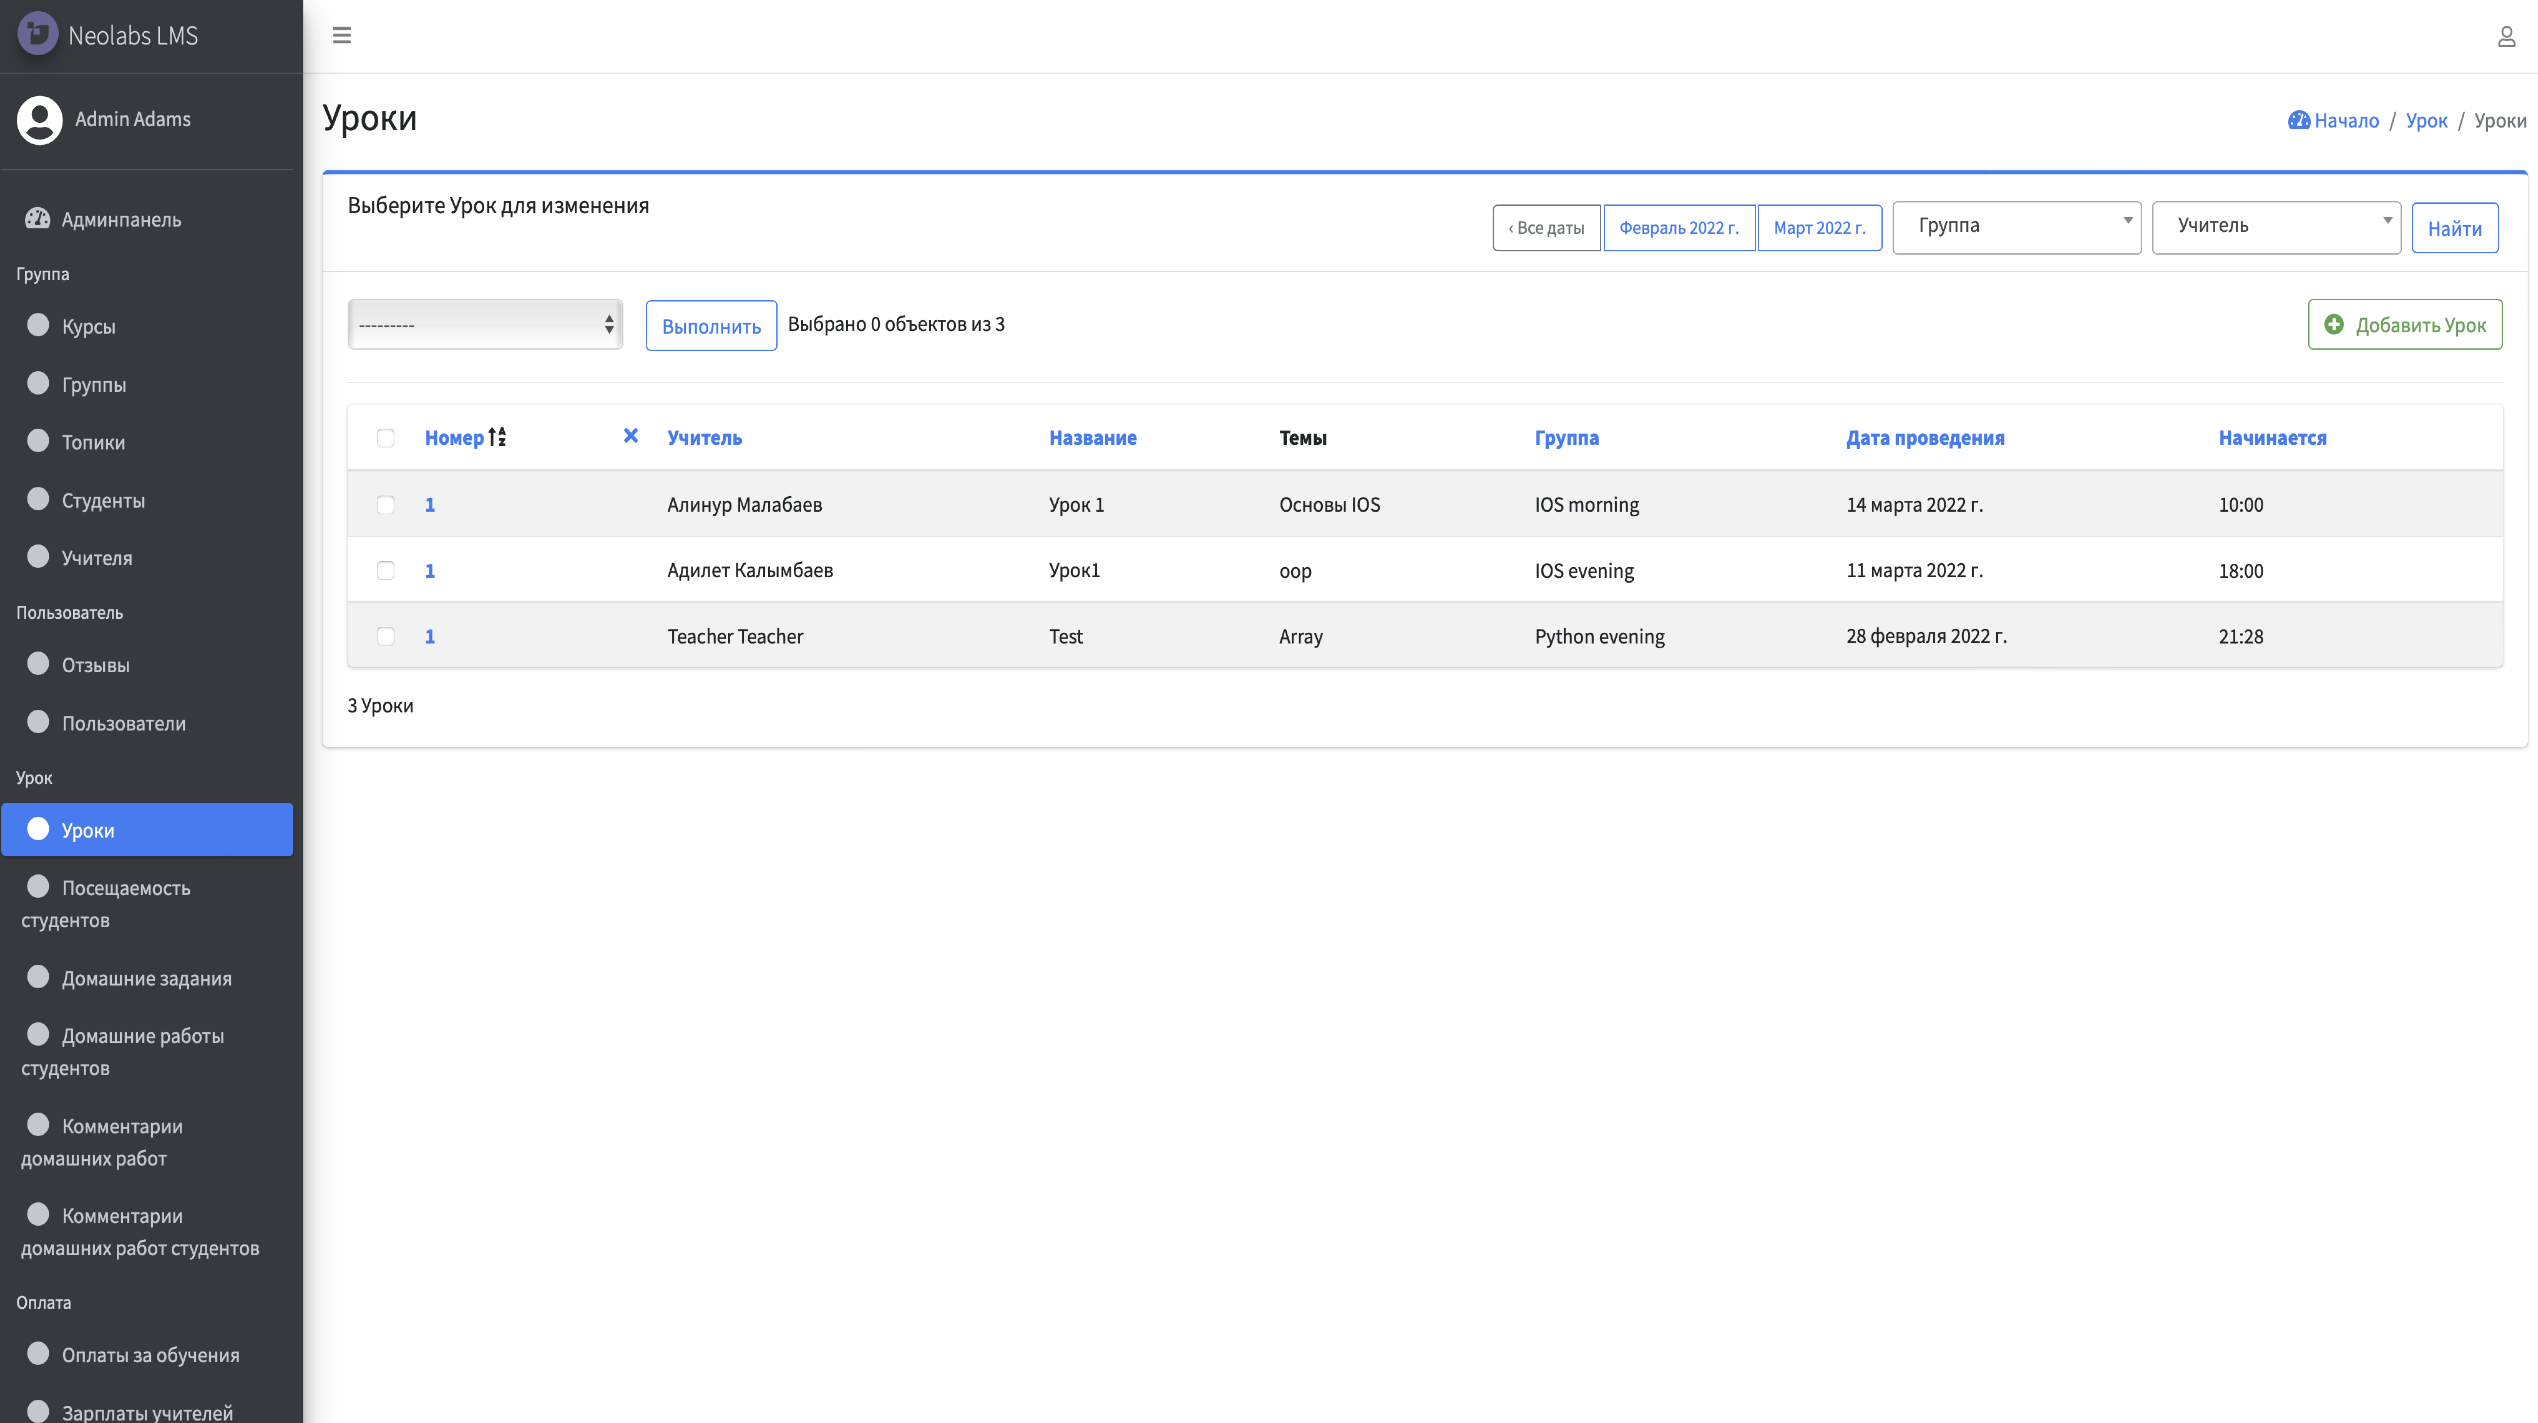 Neolabs LMS
Admin Adams
Админпанель
Группа
Курсы
Группы
Топики
Студенты
Учителя
Пользователь
Отзывы
Пользователи
Урок
Уроки
Посещаемость
студентов
Домашние задания
Домашние работы
студентов
Комментарии
домашних работ
Комментарии
домашних работ студентов
Оплата
Оплаты за обучения
Зарплаты учителей
Уроки
Начало / Урок / Уроки
Выберите Урок для изменения
‹ Все даты Февраль 2022 г. Март 2022 г. Группа Учитель Найти
--------- Выполнить Выбрано 0 объектов из 3 Добавить Урок
Номер Учитель Название Темы Группа Дата проведения Начинается
1 Алинур Малабаев Урок 1 Основы IOS IOS morning 14 марта 2022 г. 10:00
1 Адилет Калымбаев Урок1 oop IOS evening 11 марта 2022 г. 18:00
1 Teacher Teacher Test Array Python evening 28 февраля 2022 г. 21:28
3 Уроки